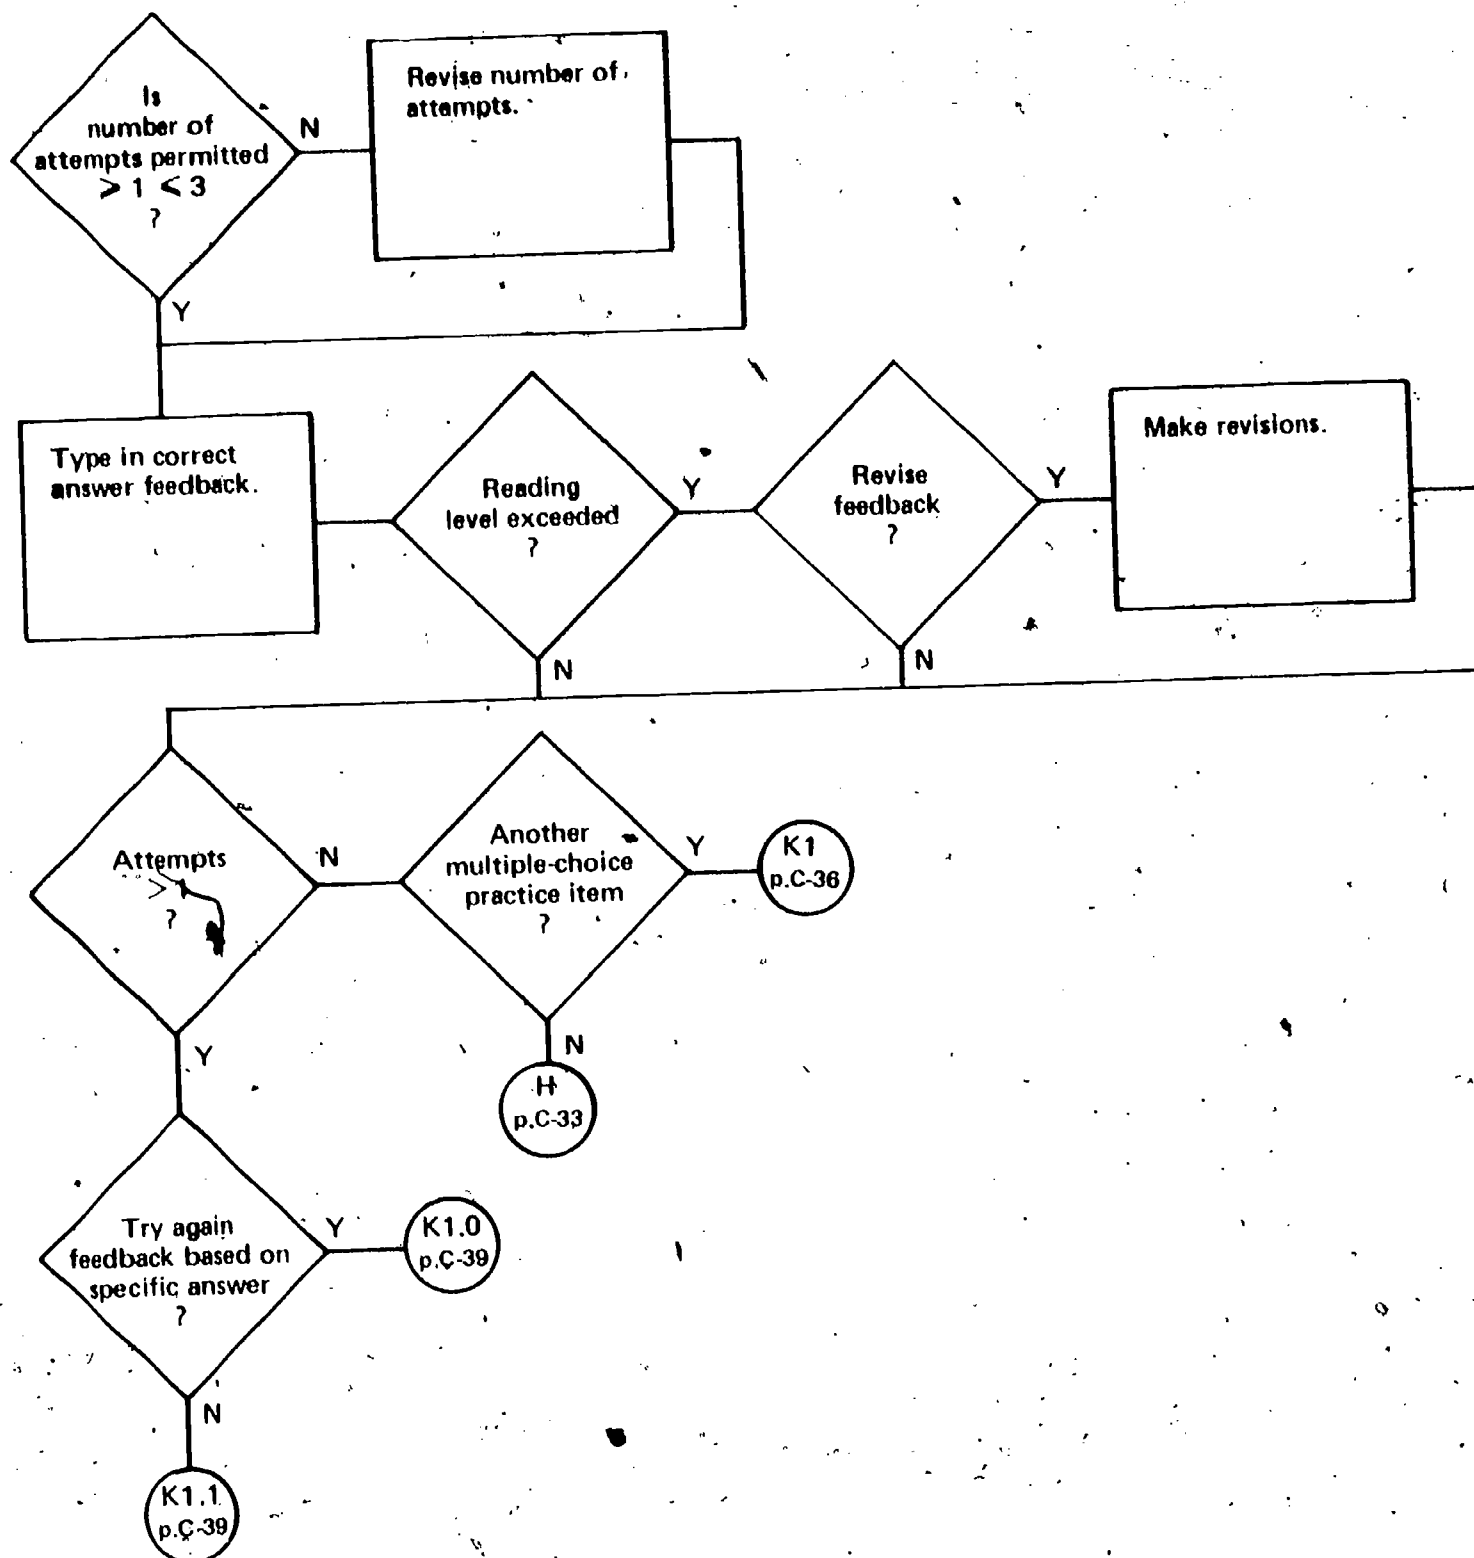 Is
number of
attempts permitted
⩾ 1 ⩽ 3
?
N
Revise number of
attempts.
Y
Type in correct
answer feedback.
Reading
level exceeded
?
Y
Revise
feedback
?
Y
Make revisions.
N
N
Attempts
>
?
N
Another
multiple-choice
practice item
?
Y
K1
p.C-36
Y
N
H
p.C-33
Try again
feedback based on
specific answer
?
Y
K1.0
p.C-39
N
K1.1
p.C-39